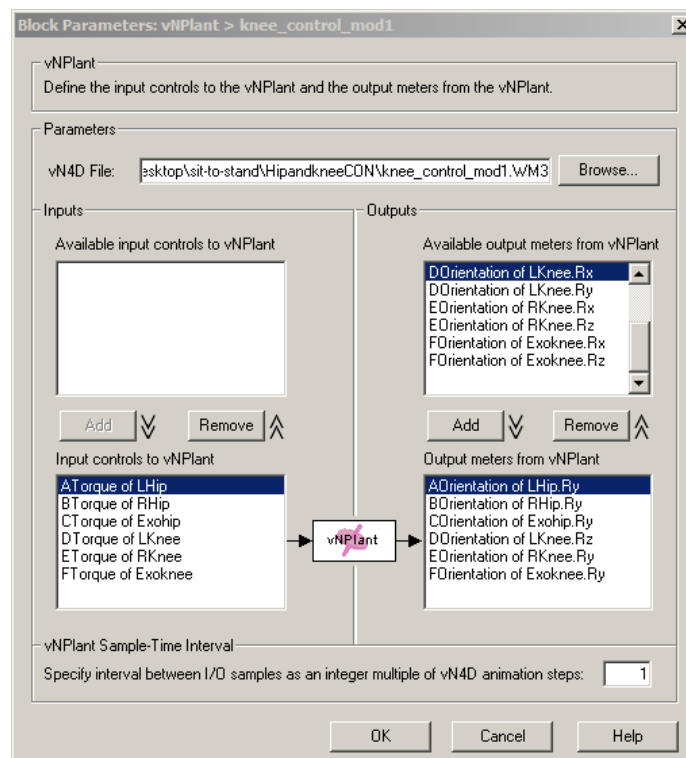 Block Parameters: vNPlant > knee_control_mod1
vNPlant
Define the input controls to the vNPlant and the output meters from the vNPlant.
Parameters
vN4D File:
esktop\sit-to-stand\HipandkneeCON\knee_control_mod1.WM3
Browse...
Inputs
Available input controls to vNPlant
Add
Remove
Input controls to vNPlant
ATorque of LHip
BTorque of RHip
CTorque of Exohip
DTorque of LKnee
ETorque of RKnee
FTorque of Exoknee
vNPlant
Outputs
Available output meters from vNPlant
DOrientation of LKnee.Rx
DOrientation of LKnee.Ry
EOrientation of RKnee.Rx
EOrientation of RKnee.Rz
FOrientation of Exoknee.Rx
FOrientation of Exoknee.Rz
Add
Remove
Output meters from vNPlant
AOrientation of LHip.Ry
BOrientation of RHip.Ry
COrientation of Exohip.Ry
DOrientation of LKnee.Rz
EOrientation of RKnee.Ry
FOrientation of Exoknee.Ry
vNPlant Sample-Time Interval
Specify interval between I/O samples as an integer multiple of vN4D animation steps:
1
OK
Cancel
Help